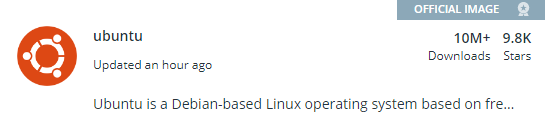 OFFICIAL IMAGE
ubuntu
10M+ 9.8K
Updated an hour ago
Downloads Stars
Ubuntu is a Debian-based Linux operating system based on fre...